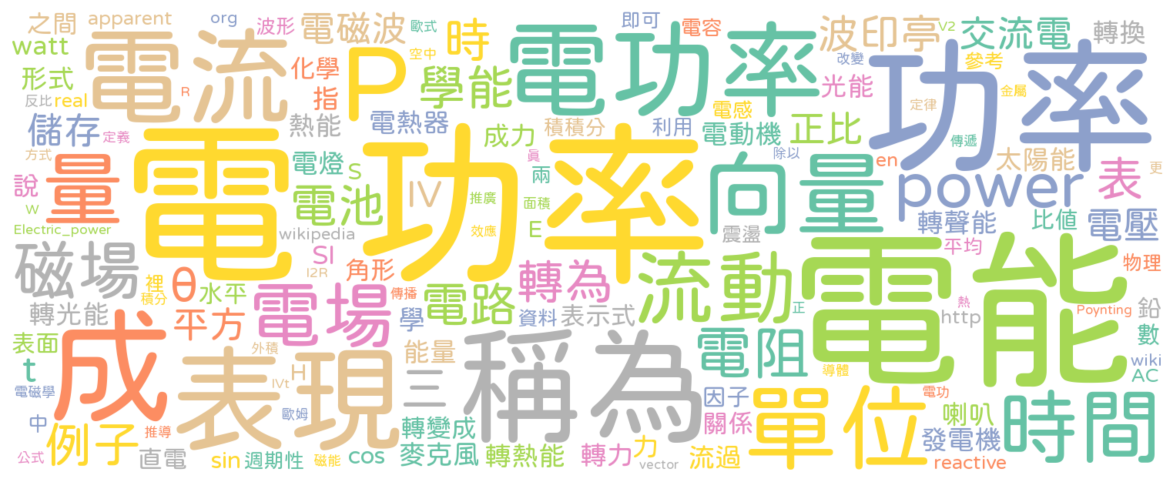 之間
apparent
org
波形
電磁波
歐式
時
即可
電容
波印亭
V2
交流電
轉換
watt
電流
P
空中
電功率
改變
功率
參考
形式
化學
學能
光能
金屬
反比
real
R
指
電感
定律
儲存
定義
熱能
電熱器
成力
積積分
利用
電動機
正比
傳遞
方式
量
電功率
電燈
S
真
兩
除以
向量
en
太陽能
表
更
說
IV
推廣
面積
power
w
電池
E
轉聲能
比值
電壓
Electric_power
wikipedia
效應
震盪
平均
磁場
SI
I2R
角形
流動
電能
物理
裡
θ
水平
轉為
熱
積分
電場
傳播
電路
正
http
Poynting
轉光能
平方
學
資料
表示式
鉛
成
表現
稱為
電阻
數
表面
外積
能量
導體
wiki
t
H
三
AC
電磁學
IVt
因子
單位
電功
時間
中
歐姆
轉變成
關係
喇叭
例子
推導
麥克風
發電機
公式
直電
sin
週期性
磁能
cos
轉熱能
轉力
力
vector
流過
reactive